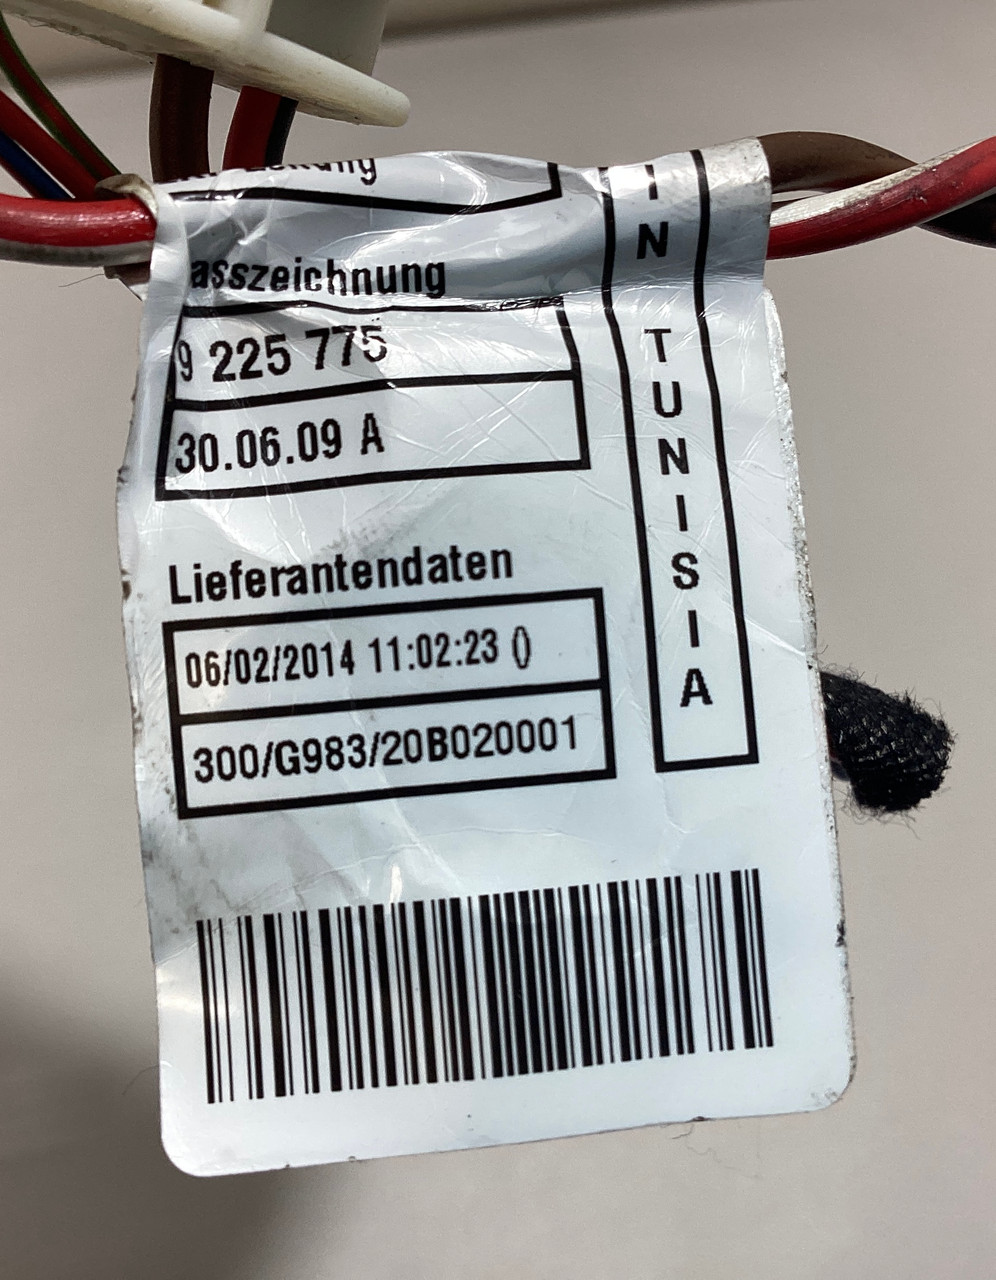 asszeichnung
9 225 775
30.06.09 A
Lieferantendaten
06/02/2014 11:02:23 ()
300/G983/20B020001
IN TUNISIA